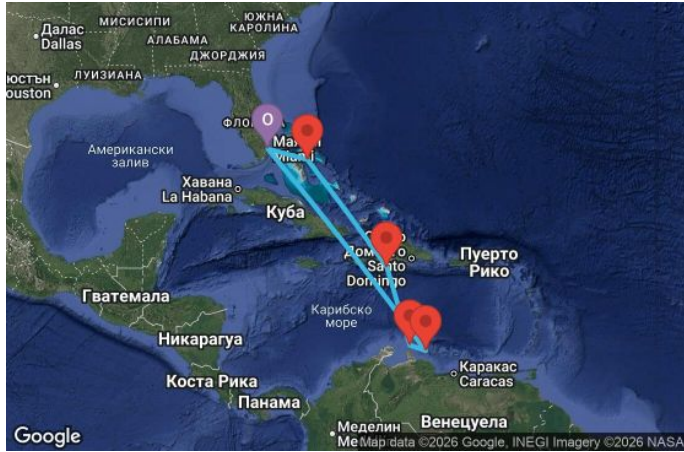 МИСИСИПИ
ЮЖНА
КАРОЛИНА
Далас
Dallas
АЛАБАМА
ДЖОРДЖИЯ
ЛУИЗИАНА
юстън
ouston
О
Американски
залив
Хавана
La Habana
Куба
Santo
Domingo
Пуерто
Рико
Гватемала
Карибско
море
Никарагуа
Коста Рика
Каракас
Caracas
Панама
Меделин
Венецуела
Google
Map data ©2026 Google, INEGI Imagery ©2026 NASA